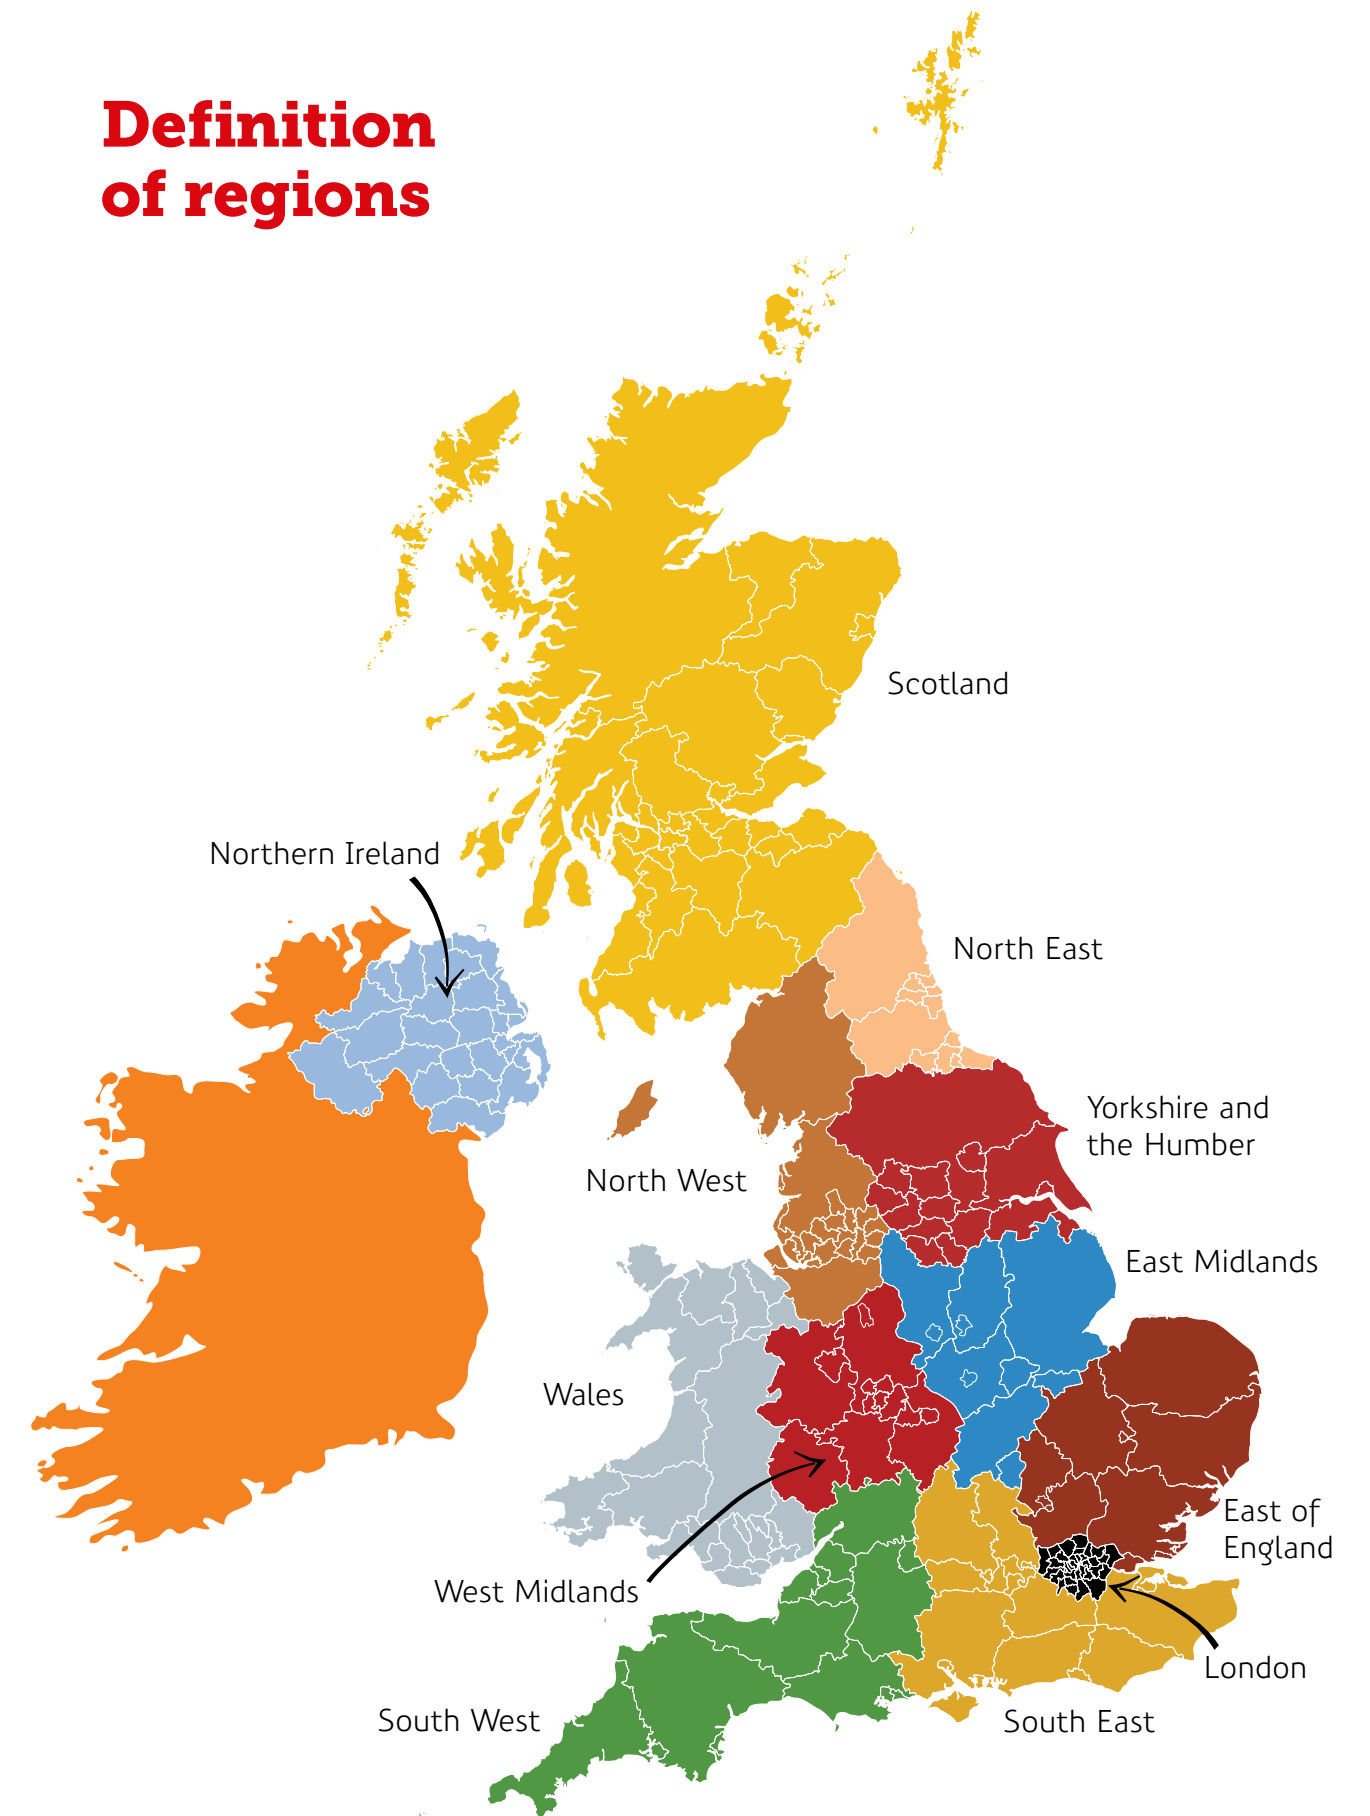 Definition
of regions
Scotland
Northern Ireland
North East
Yorkshire and
the Humber
North West
East Midlands
Wales
East of
England
West Midlands
London
South West
South East